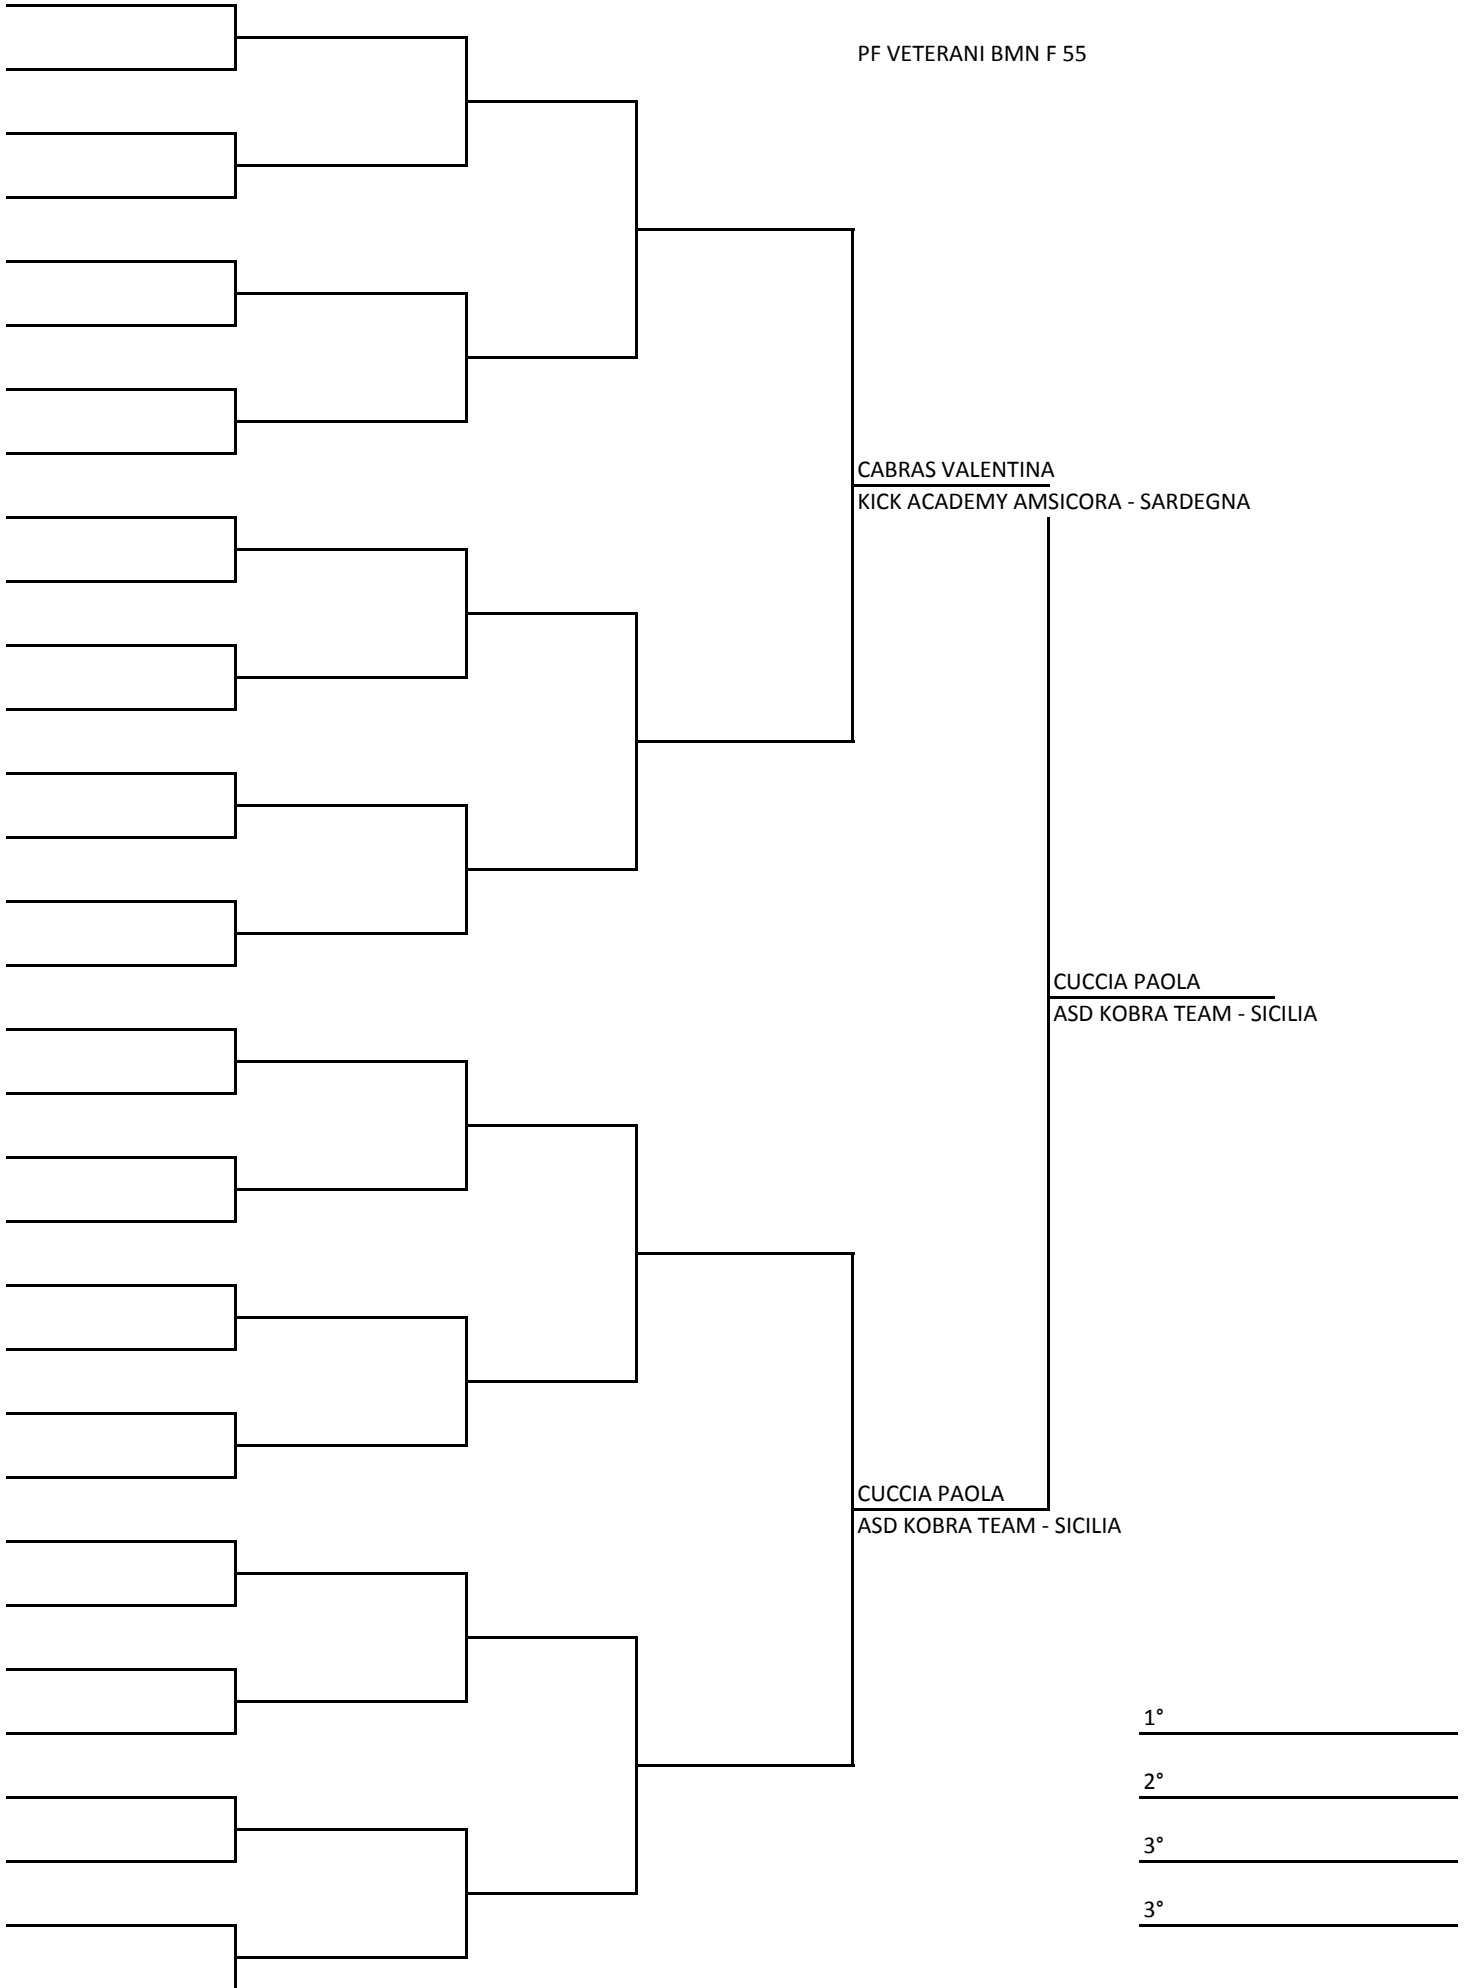 PF VETERANI BMN F 55
CABRAS VALENTINA
KICK ACADEMY AMSICORA - SARDEGNA
CUCCIA PAOLA
ASD KOBRA TEAM - SICILIA
CUCCIA PAOLA
ASD KOBRA TEAM - SICILIA
1°
2°
3°
3°